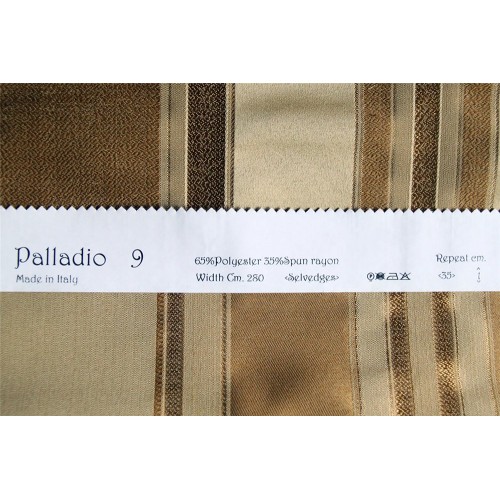 Palladio 9
Made in Italy
65%Polyester 35%Spun rayon
Width Cm. 280 <Selvedges>
Repeat cm.
<35>